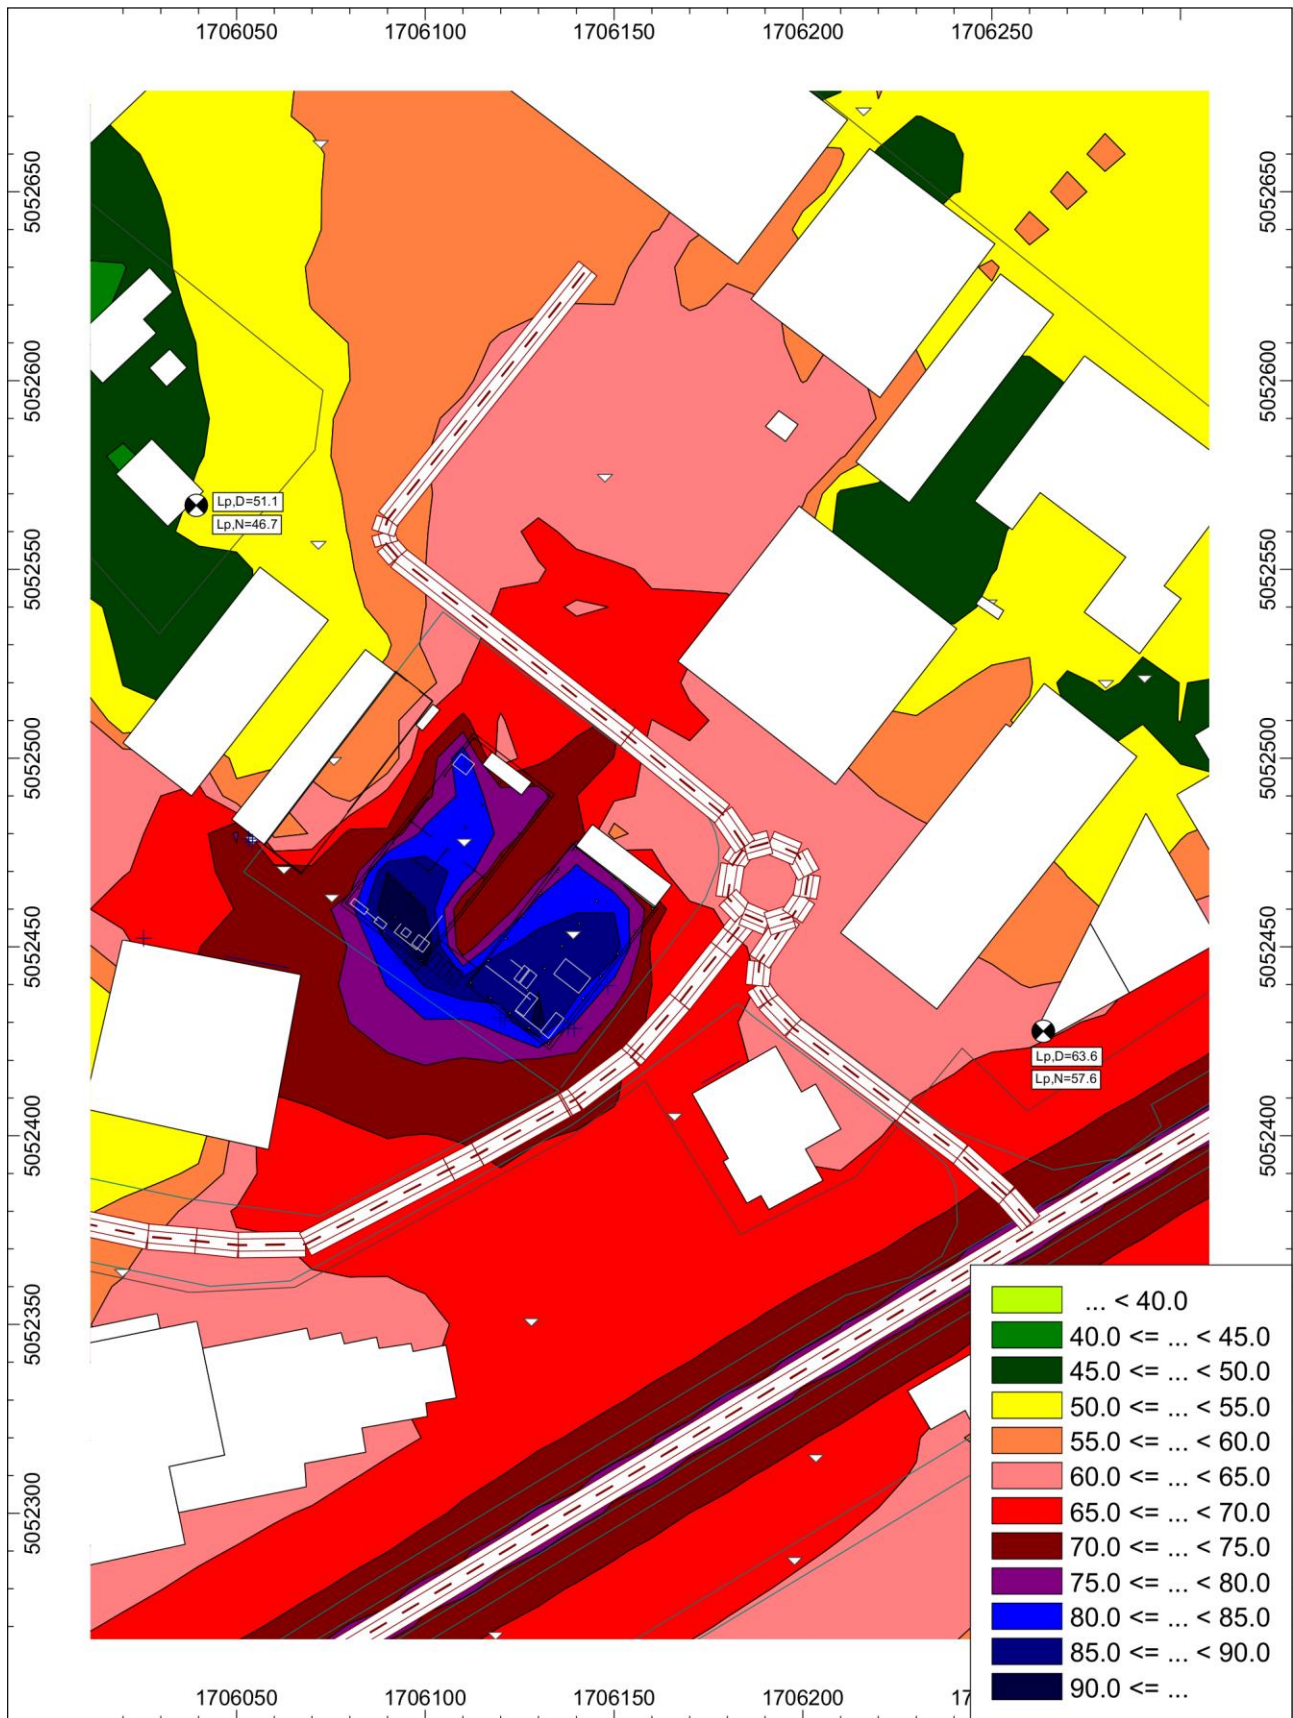 1706050 1706100 1706150 1706200 1706250
5052650 5052650
5052600 5052600
Lp,D=51.1
Lp,N=46.7
5052550 5052550
5052500 5052500
5052450 5052450
Lp,D=63.6
Lp,N=57.6
5052400 5052400
5052350
5052300
... < 40.0
40.0 <= ... < 45.0
45.0 <= ... < 50.0
50.0 <= ... < 55.0
55.0 <= ... < 60.0
60.0 <= ... < 65.0
65.0 <= ... < 70.0
70.0 <= ... < 75.0
75.0 <= ... < 80.0
80.0 <= ... < 85.0
85.0 <= ... < 90.0
90.0 <= ...
1706050 1706100 1706150 1706200 17